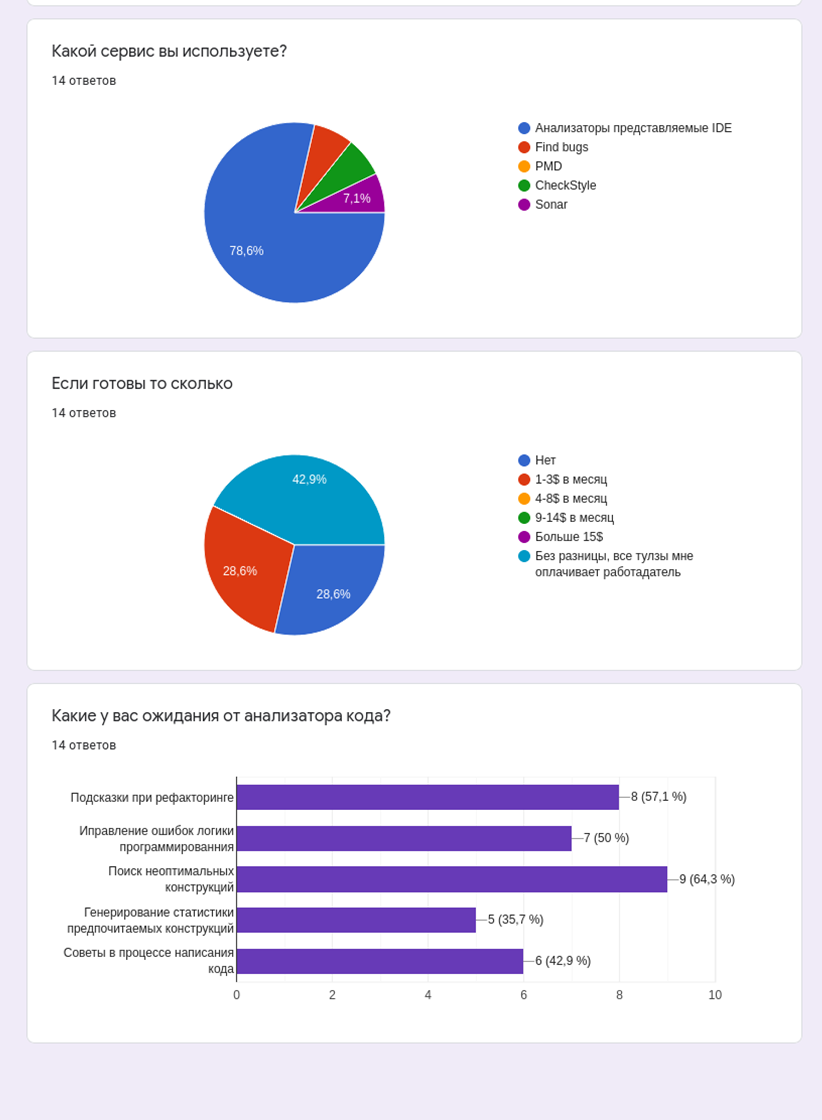 Какой сервис вы используете?
14 ответов
Анализаторы представляемые IDE
Find bugs
PMD
CheckStyle
Sonar
7,1%
78,6%
Если готовы то сколько
14 ответов
Нет
1-3$ в месяц
4-8$ в месяц
9-14$ в месяц
Больше 15$
Без разницы, все тулзы мне
оплачивает работадатель
42,9%
28,6%
28,6%
Какие у вас ожидания от анализатора кода?
14 ответов
Подсказки при рефакторинге
8 (57,1 %)
Иправление ошибок логики
программированния
7 (50 %)
Поиск неоптимальных
конструкций
9 (64,3 %)
Генерирование статистики
предпочитаемых конструкций
5 (35,7 %)
Советы в процессе написания
кода
6 (42,9 %)
0 2 4 6 8 10